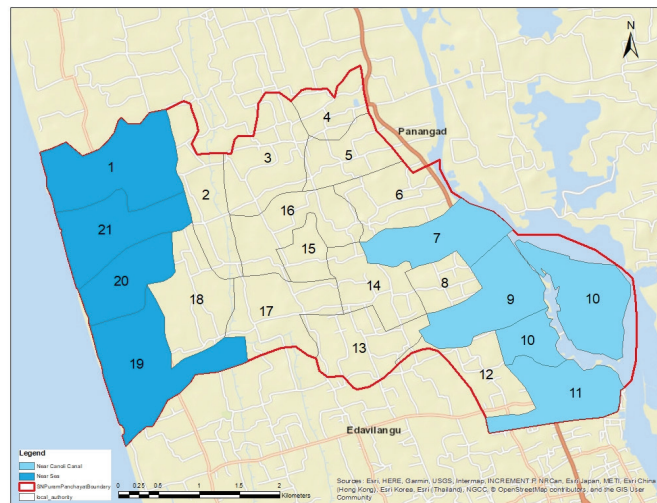 N
4
Panangad
1
3
5
2
6
16
21
7
15
20
8
10
14
9
18
17
13
10
19
12
11
Edavilangu
Legend
Near Canoli Canal
Near Sea
SNPuramPanchayatBoundary
local_authority
0 0.25 0.5 1 1.5 2
Kilometers
Sources: Esri, HERE, Garmin, USGS, Intermap, INCREMENT P, NRCan, Esri Japan, METI, Esri China
(Hong Kong), Esri Korea, Esri (Thailand), NGCC, © OpenStreetMap contributors, and the GIS User
Community